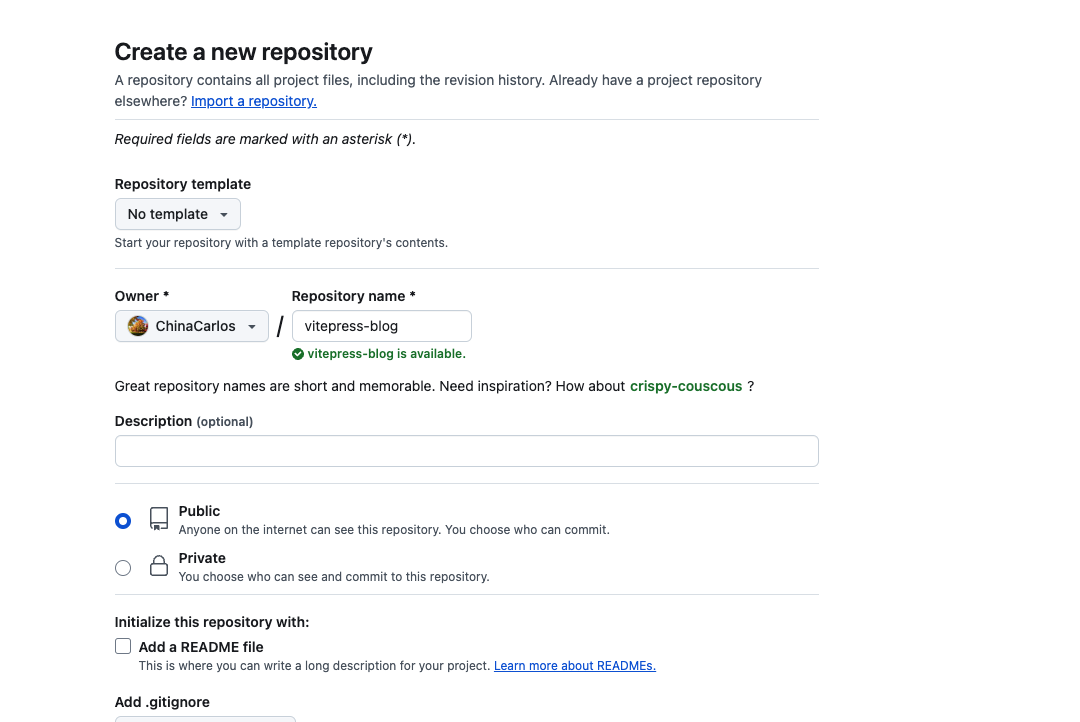 Create a new repository
A repository contains all project files, including the revision history. Already have a project repository
elsewhere? Import a repository.
Required fields are marked with an asterisk (*).
Repository template
No template
Start your repository with a template repository's contents.
Owner * Repository name *
ChinaCarlos / vitepress-blog
vitepress-blog is available.
Great repository names are short and memorable. Need inspiration? How about crispy-couscous ?
Description (optional)
Public
Anyone on the internet can see this repository. You choose who can commit.
Private
You choose who can see and commit to this repository.
Initialize this repository with:
Add a README file
This is where you can write a long description for your project. Learn more about READMEs.
Add .gitignore